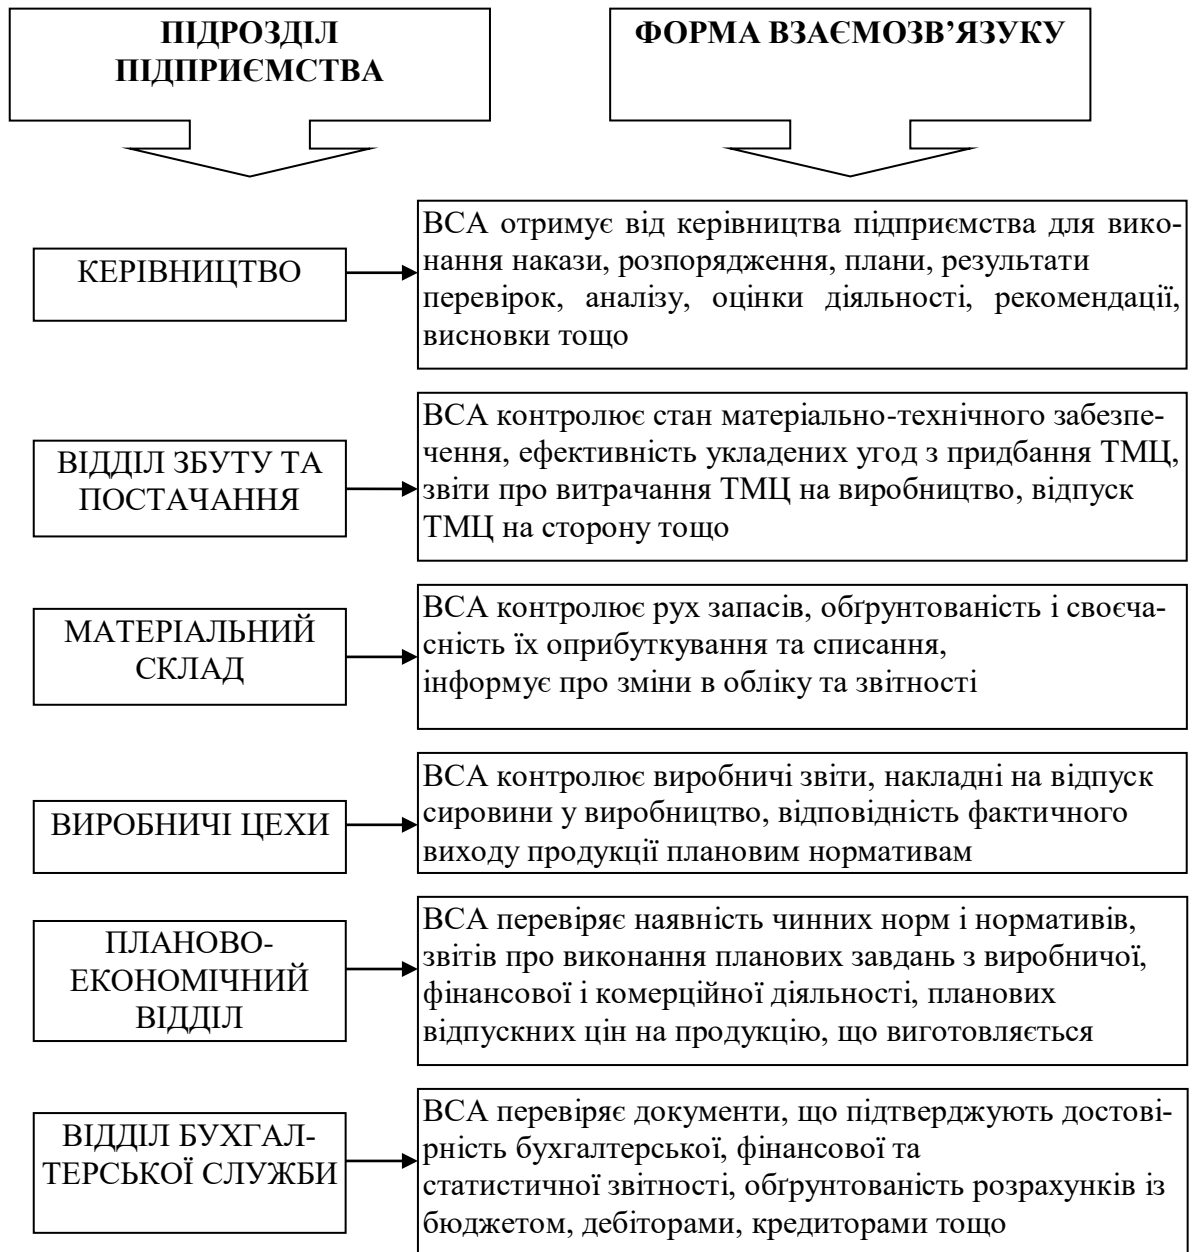 ПІДРОЗДІЛ
ПІДПРИЄМСТВА
ФОРМА ВЗАЄМОЗВ’ЯЗУКУ
КЕРІВНИЦТВО
ВСА отримує від керівництва підприємства для вико-
нання накази, розпорядження, плани, результати
перевірок, аналізу, оцінки діяльності, рекомендації,
висновки тощо
ВІДДІЛ ЗБУТУ ТА
ПОСТАЧАННЯ
ВСА контролює стан матеріально-технічного забезпе-
чення, ефективність укладених угод з придбання ТМЦ,
звіти про витрачання ТМЦ на виробництво, відпуск
ТМЦ на сторону тощо
МАТЕРІАЛЬНИЙ
СКЛАД
ВСА контролює рух запасів, обґрунтованість і своєча-
сність їх оприбуткування та списання,
інформує про зміни в обліку та звітності
ВИРОБНИЧІ ЦЕХИ
ВСА контролює виробничі звіти, накладні на відпуск
сировини у виробництво, відповідність фактичного
виходу продукції плановим нормативам
ПЛАНОВО-
ЕКОНОМІЧНИЙ
ВІДДІЛ
ВСА перевіряє наявність чинних норм і нормативів,
звітів про виконання планових завдань з виробничої,
фінансової і комерційної діяльності, планових
відпускних цін на продукцію, що виготовляється
ВІДДІЛ БУХГАЛ-
ТЕРСЬКОЇ СЛУЖБИ
ВСА перевіряє документи, що підтверджують достові-
рність бухгалтерської, фінансової та
статистичної звітності, обґрунтованість розрахунків із
бюджетом, дебіторами, кредиторами тощо